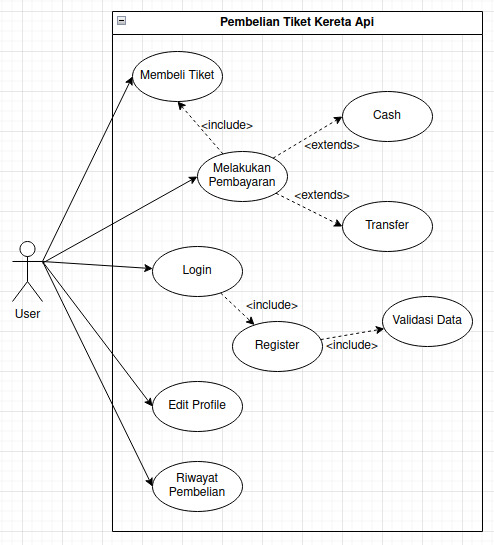 Pembelian Tiket Kereta Api
Membeli Tiket
Cash
<include>
<extends>
Melakukan
Pembayaran
<extends>
Transfer
Login
User
<include>
Validasi Data
Register
<include>
Edit Profile
Riwayat
Pembelian